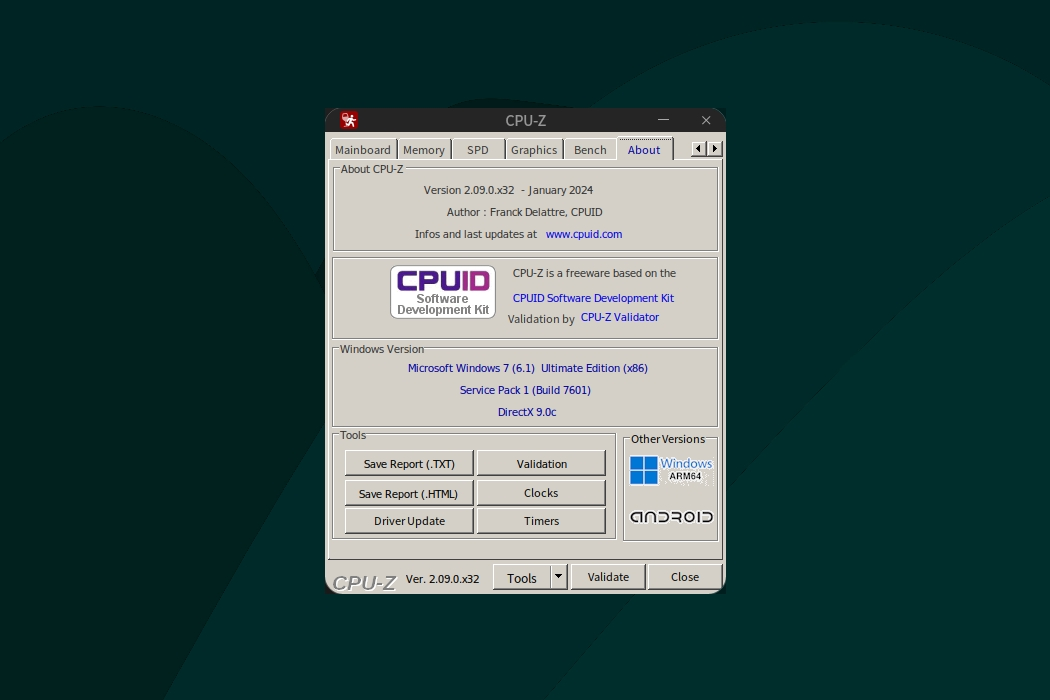 CPU-Z
Mainboard Memory SPD Graphics Bench About
About CPU-Z
Version 2.09.0.x32 - January 2024
Author : Franck Delattre, CPUID
Infos and last updates at www.cpuid.com
CPUID
Software
Development Kit
CPU-Z is a freeware based on the
CPUID Software Development Kit
Validation by CPU-Z Validator
Windows Version
Microsoft Windows 7 (6.1) Ultimate Edition (x86)
Service Pack 1 (Build 7601)
DirectX 9.0c
Tools
Save Report (.TXT) Validation
Save Report (.HTML) Clocks
Driver Update Timers
Other Versions
Windows
ARM64
ANDROID
CPU-Z Ver. 2.09.0.x32 Tools Validate Close